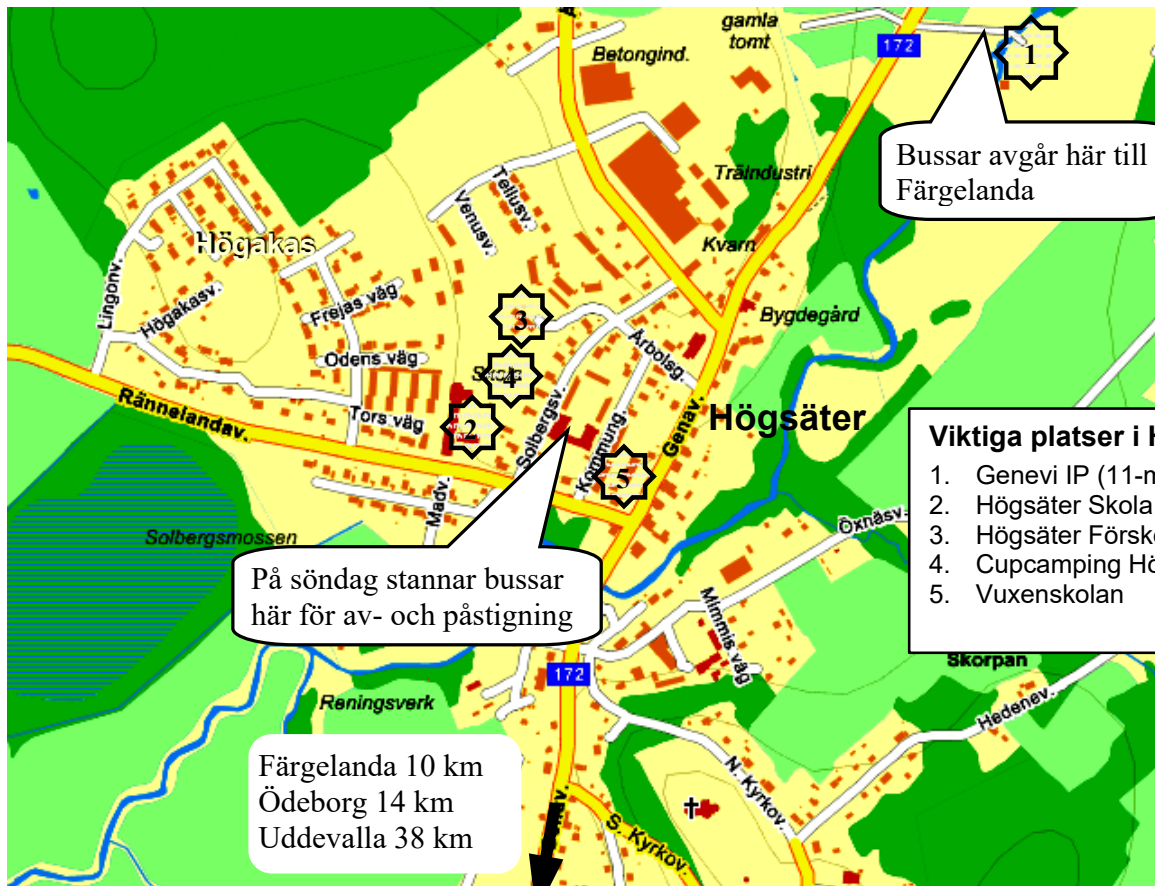 gamla
tomt
172
1
Betongind.
Bussar avgår här till
Färgelanda
Träindustri
Tellusv.
Venusv.
Högakas
Kvarn
Lingonv.
Högakasv.
Frejas väg
3
Bygdegård
Odens väg
Årbolsg.
4
Rännelandav.
Tors väg
2
Solbergsv.
Kommung.
Genav.
Högsäter
5
Madv.
Solbergsmossen
Öxnäsv.
Viktiga platser i H
1. Genevi IP (11-m
2. Högsäter Skola
3. Högsäter Försko
4. Cupcamping Hö
5. Vuxenskolan
På söndag stannar bussar
här för av- och påstigning
Mimmis väg
Skorpan
172
Reningsverk
Hedenev.
Färgelanda 10 km
Ödeborg 14 km
Uddevalla 38 km
N. Kyrkov.
S. Kyrkov.